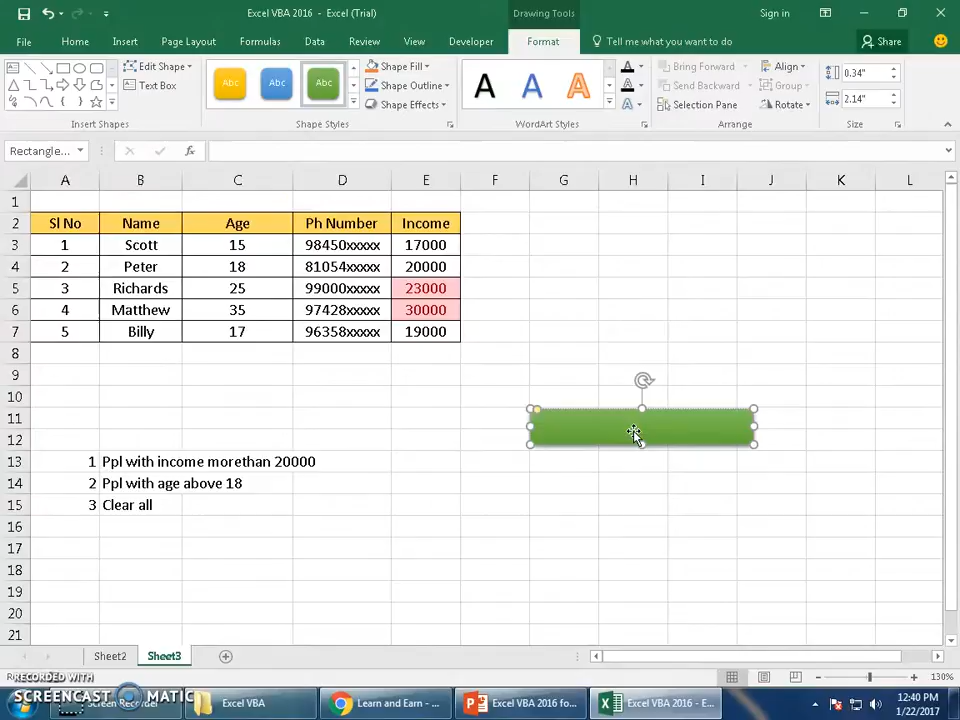 Excel VBA 2016 - Excel (Trial)
Drawing Tools
Sign in
File
Home
Insert
Page Layout
Formulas
Data
Review
View
Developer
Format
Tell me what you want to do
Share
Edit Shape
Text Box
Insert Shapes
Abc
Abc
Abc
Shape Fill
Shape Outline
Shape Effects
Shape Styles
A
A
A
A
A
A
WordArt Styles
Bring Forward
Send Backward
Selection Pane
Align
Group
Rotate
Arrange
0.34"
2.14"
Size
Rectangle...
fx
A B C D E F G H I J K L
1
2 Sl No Name Age Ph Number Income
3 1 Scott 15 98450xxxxx 17000
4 2 Peter 18 81054xxxxx 20000
5 3 Richards 25 99000xxxxx 23000
6 4 Matthew 35 97428xxxxx 30000
7 5 Billy 17 96358xxxxx 19000
8
9
10
11
12
13 1 Ppl with income morethan 20000
14 2 Ppl with age above 18
15 3 Clear all
16
17
18
19
20
21
Sheet2
Sheet3
130%
RECORDED WITH
SCREENCAST MATIC
Screen Recorder
Excel VBA
Learn and Earn - ...
Excel VBA 2016 fo...
Excel VBA 2016 - E...
12:40 PM
1/22/2017